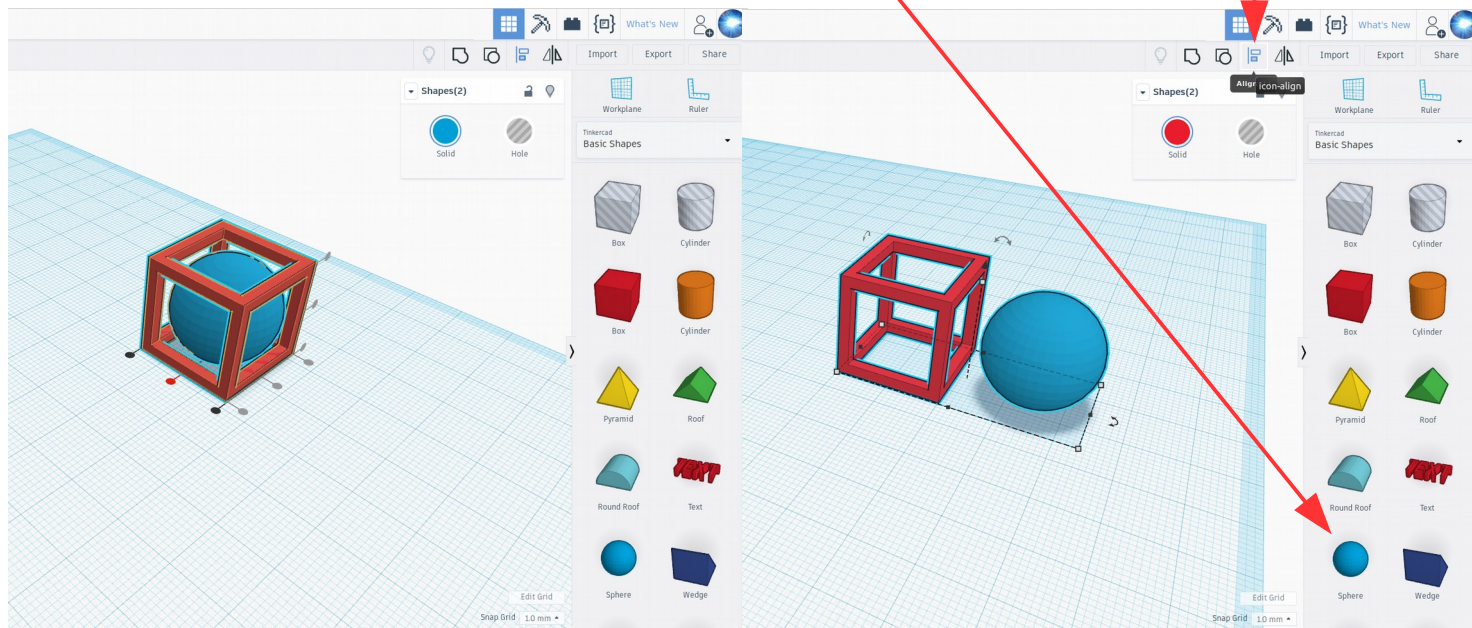 What's New
Import Export Share
Shapes(2)
Solid Hole
Workplane Ruler
Tinkercad
Basic Shapes
Box Cylinder
Box Cylinder
Pyramid Roof
Round Roof Text
TEXT
Sphere Wedge
Edit Grid
Snap Grid 1.0 mm
What's New
Import Export Share
Align icon-align
Shapes(2)
Solid Hole
Workplane Ruler
Tinkercad
Basic Shapes
Box Cylinder
Box Cylinder
Pyramid Roof
TEXT
Round Roof Text
Sphere Wedge
Edit Grid
Snap Grid 1.0 mm